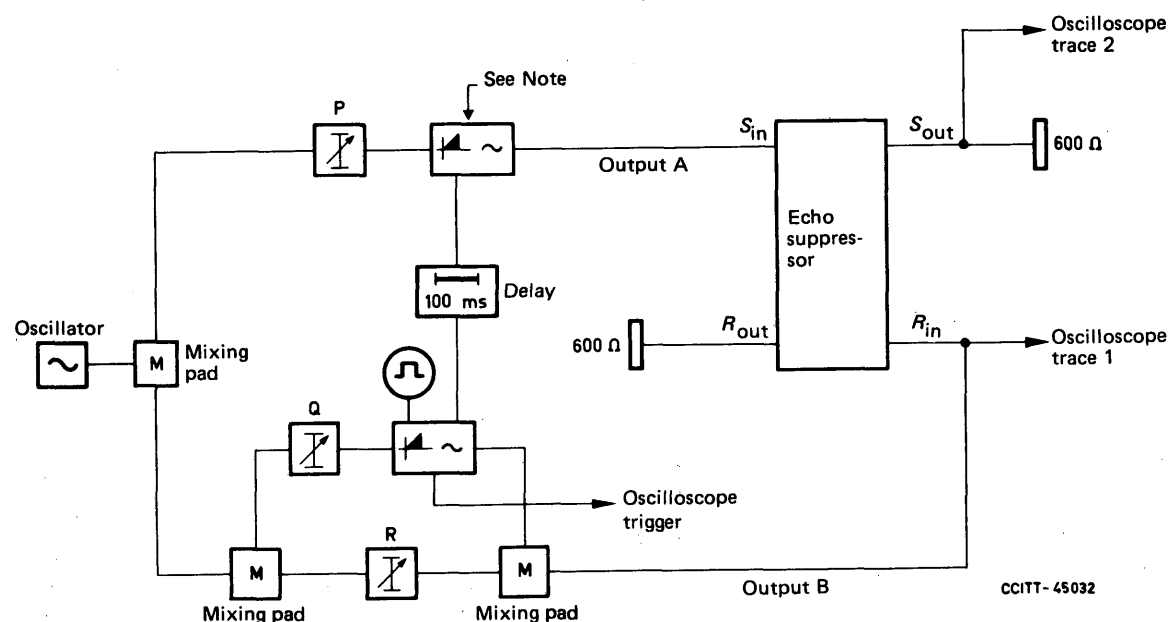 Oscilloscope
trace 2
See Note
P
Sin
Sout
600 Ω
Output A
Echo
suppres-
sor
100 ms
Delay
Rout
Rin
600 Ω
Oscilloscope
trace 1
Oscillator
M
Mixing
pad
Q
Oscilloscope
trigger
R
M
M
Mixing pad
Mixing pad
Output B
CCITT-45032